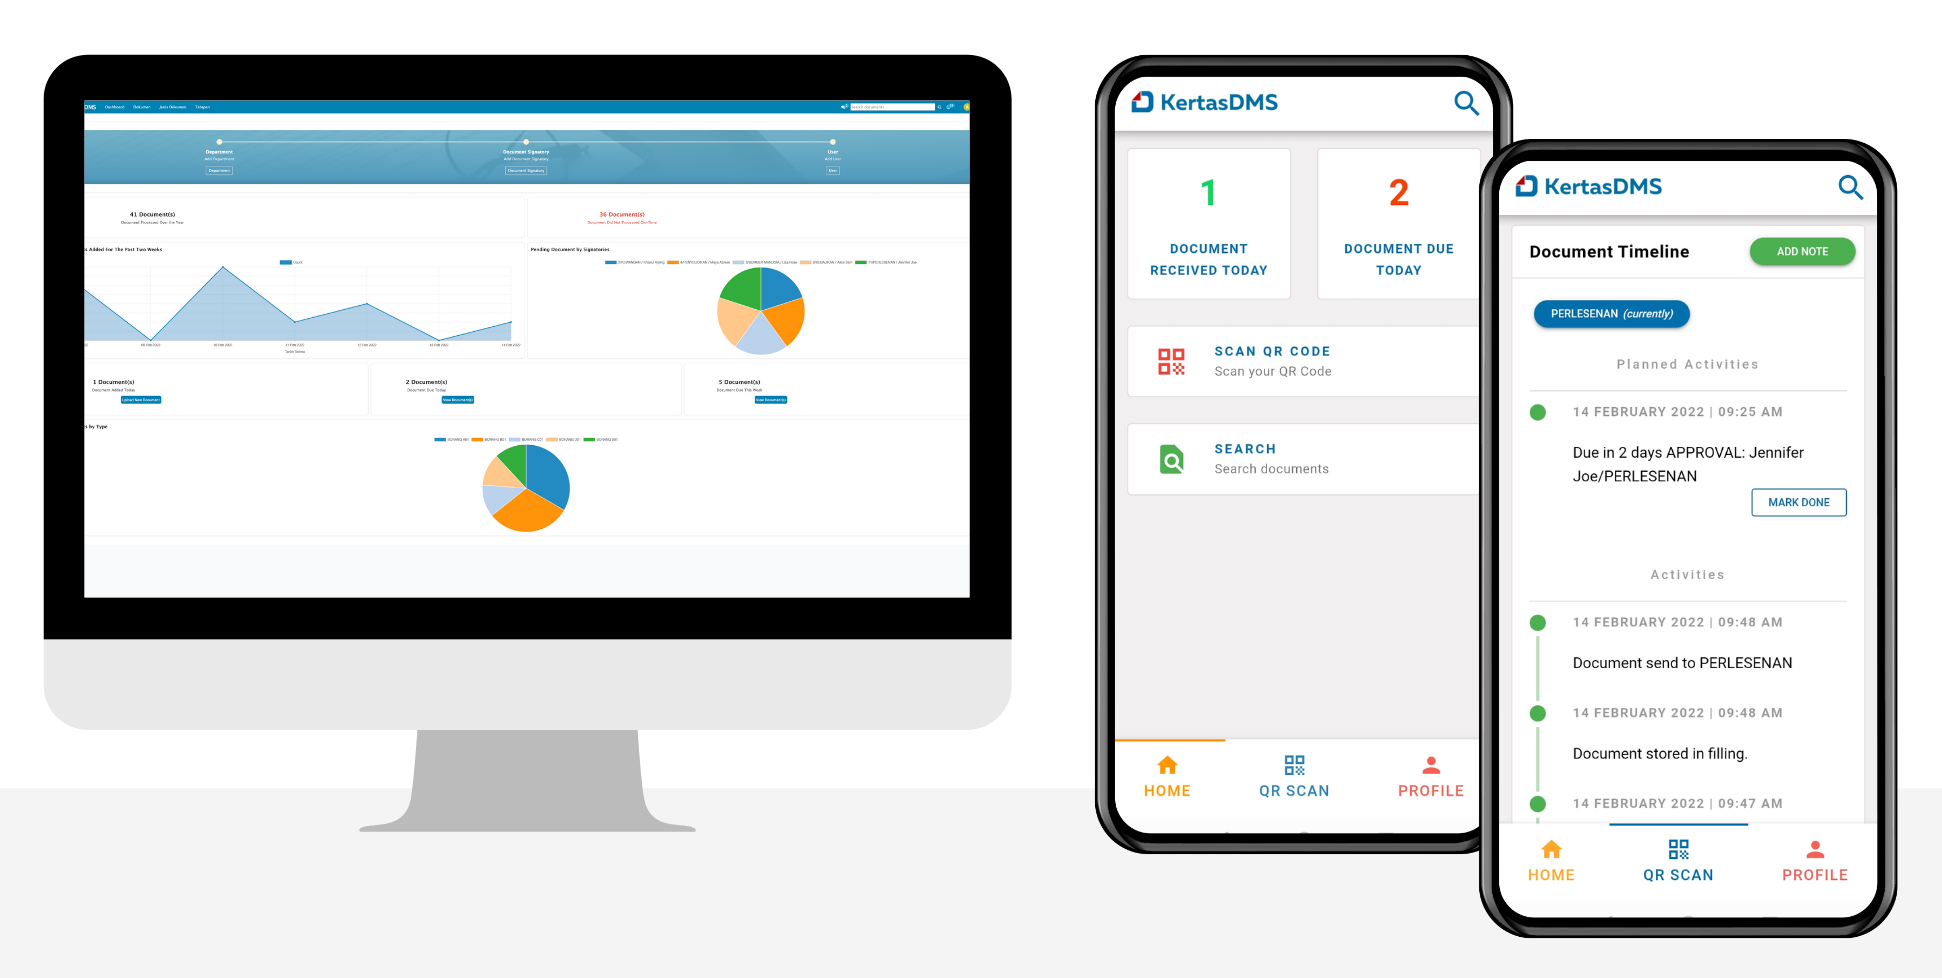 DMS Dashboard Dokumen Jenis Dokumen Tetapan
Search documents...
Department
Add Department
Department
Document Signatory
Add Document Signatory
Document Signatory
User
Add User
User
41 Document(s)
Document Processed Over the Year
36 Document(s)
Document Did Not Processed On-Time
s Added For The Past Two Weeks
Count
Pending Document by Signatories
1 Document(s)
Document Added Today
Upload New Document
2 Document(s)
Document Due Today
View Document(s)
5 Document(s)
Document Due This Week
View Document(s)
s by Type
KertasDMS
1
DOCUMENT
RECEIVED TODAY
2
DOCUMENT DUE
TODAY
SCAN QR CODE
Scan your QR Code
SEARCH
Search documents
HOME QR SCAN PROFILE
KertasDMS
Document Timeline
ADD NOTE
PERLESENAN (currently)
Planned Activities
14 FEBRUARY 2022 | 09:25 AM
Due in 2 days APPROVAL: Jennifer
Joe/PERLESENAN
MARK DONE
Activities
14 FEBRUARY 2022 | 09:48 AM
Document send to PERLESENAN
14 FEBRUARY 2022 | 09:48 AM
Document stored in filling.
14 FEBRUARY 2022 | 09:47 AM
HOME QR SCAN PROFILE